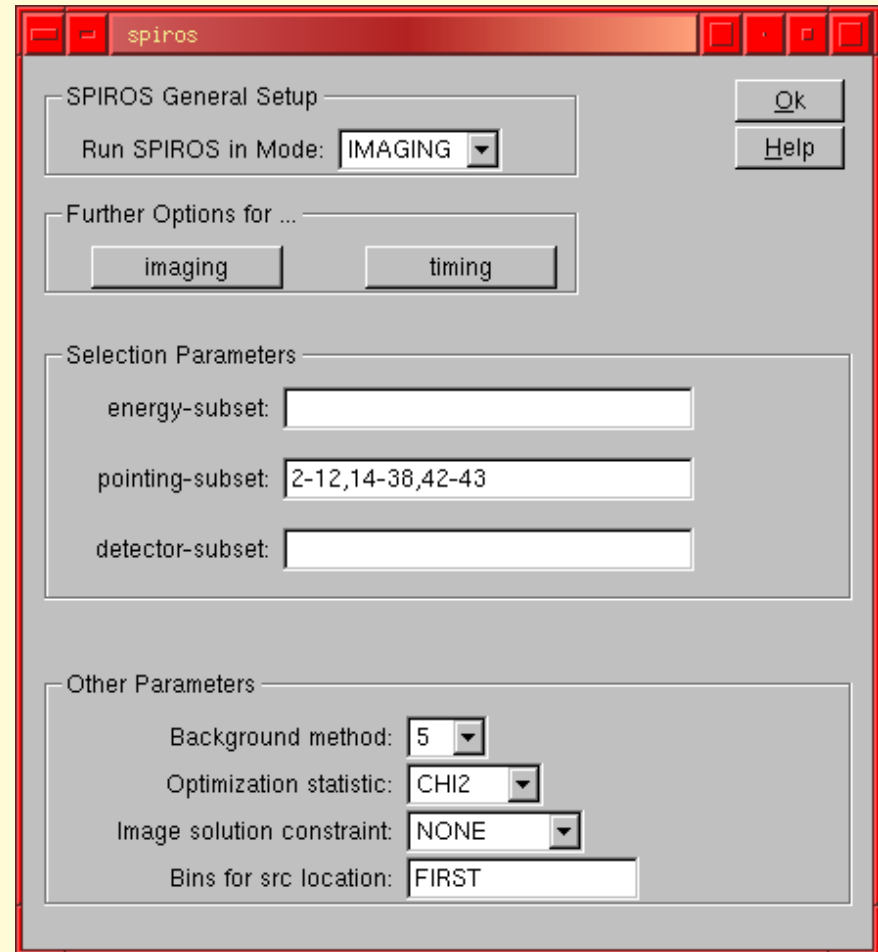 spiros
SPIROS General Setup
Run SPIROS in Mode: IMAGING
Ok
Help
Further Options for ...
imaging timing
Selection Parameters
energy-subset:
pointing-subset: 2-12,14-38,42-43
detector-subset:
Other Parameters
Background method: 5
Optimization statistic: CHI2
Image solution constraint: NONE
Bins for src location: FIRST